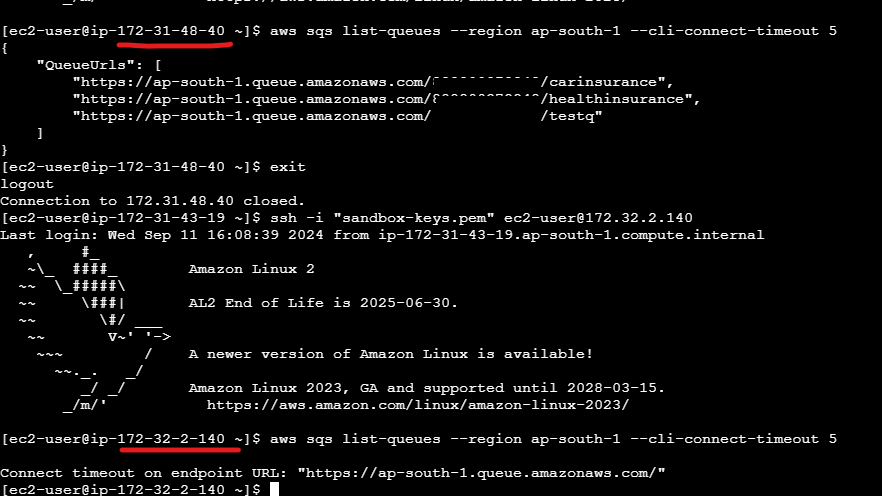 [ec2-user@ip-172-31-48-40 ~]$ aws sqs list-queues --region ap-south-1 --cli-connect-timeout 5
{
    "QueueUrls": [
        "https://ap-south-1.queue.amazonaws.com/ /carinsurance",
        "https://ap-south-1.queue.amazonaws.com/ /healthinsurance",
        "https://ap-south-1.queue.amazonaws.com/ /testq"
    ]
}
[ec2-user@ip-172-31-48-40 ~]$ exit
logout
Connection to 172.31.48.40 closed.
[ec2-user@ip-172-31-43-19 ~]$ ssh -i "sandbox-keys.pem" ec2-user@172.32.2.140
Last login: Wed Sep 11 16:08:39 2024 from ip-172-31-43-19.ap-south-1.compute.internal
   ,     #_
   ~\_  ####_        Amazon Linux 2
  ~~  \_#####\
  ~~     \###|       AL2 End of Life is 2025-06-30.
  ~~       \#/ ___
   ~~       V~' '->
    ~~~         /    A newer version of Amazon Linux is available!
      ~~._.   _/
         _/ _/       Amazon Linux 2023, GA and supported until 2028-03-15.
       _/m/'           https://aws.amazon.com/linux/amazon-linux-2023/
[ec2-user@ip-172-32-2-140 ~]$ aws sqs list-queues --region ap-south-1 --cli-connect-timeout 5
Connect timeout on endpoint URL: "https://ap-south-1.queue.amazonaws.com/"
[ec2-user@ip-172-32-2-140 ~]$